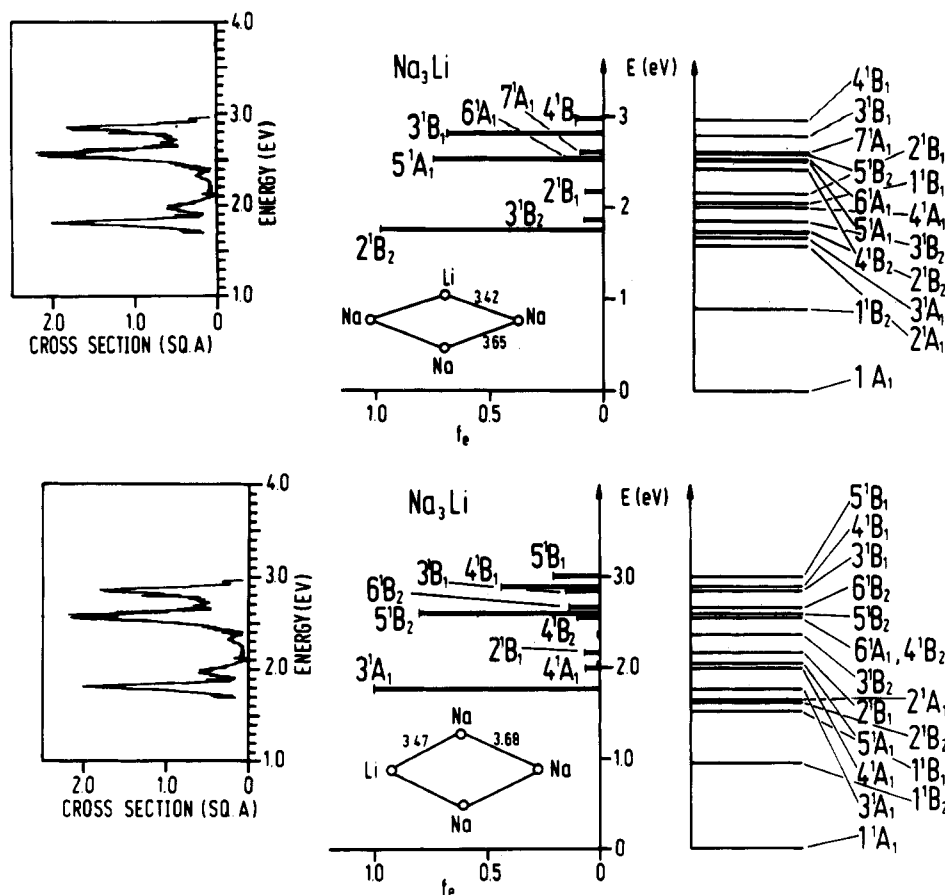 4.0
3.0
2.0
1.0
ENERGY (EV)
2.0
1.0
0
CROSS SECTION (SQ.A)
Na₃Li
E (eV)
3
2
1
0
7¹A₁
4¹B₁
6¹A₁
3¹B₁
5¹A₁
2¹B₁
3¹B₂
2¹B₂
Li
3.42
Na
Na
3.65
Na
1.0
0.5
0
fₑ
4¹B₁
3¹B₁
7¹A₁
2¹B₁
5¹B₂
1¹B₁
6¹A₁
4¹A₁
5¹A₁
3¹B₂
4¹B₂
2¹B₂
3¹A₁
1¹B₂
2¹A₁
1 A₁
4.0
3.0
2.0
1.0
ENERGY (EV)
2.0
1.0
0
CROSS SECTION (SQ.A)
Na₃Li
E (eV)
3.0
2.0
1.0
0
5¹B₁
4¹B₁
3¹B₁
6¹B₂
5¹B₂
4¹B₂
2¹B₁
3¹A₁
4¹A₁
Na
3.47
3.68
Li
Na
Na
1.0
0.5
0
fₑ
5¹B₁
4¹B₁
3¹B₁
6¹B₂
5¹B₂
6¹A₁, 4¹B₂
3¹B₂
2¹A₁
2¹B₁
2¹B₂
5¹A₁
1¹B₁
4¹A₁
1¹B₂
3¹A₁
1¹A₁